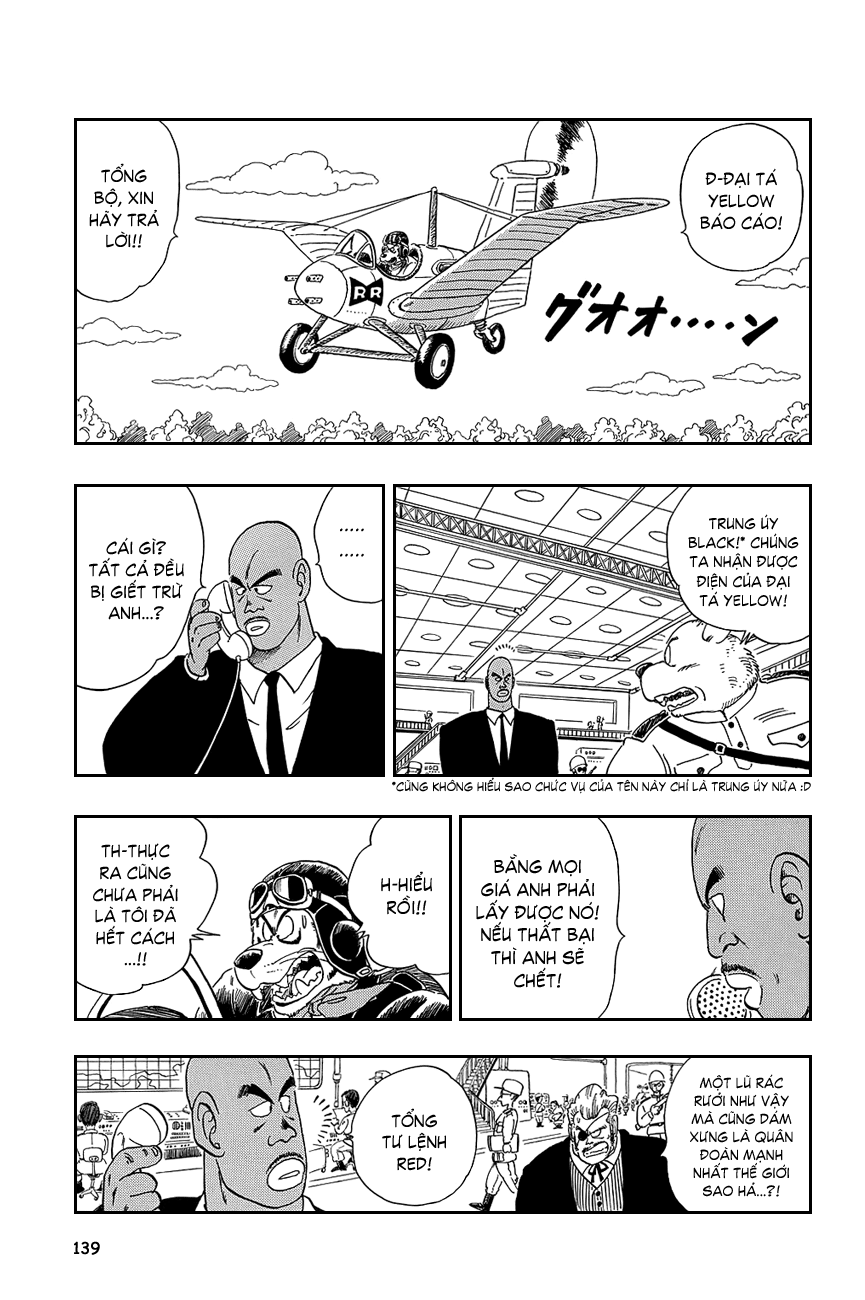 Đ-ĐẠI TÁ
YELLOW
BÁO CÁO!
TỔNG
BỘ, XIN
HÃY TRẢ
LỜI!!
RR
グオオ・・・・ン
TRUNG ÚY
BLACK!* CHÚNG
TA NHẬN ĐƯỢC
ĐIỆN CỦA ĐẠI
TÁ YELLOW!
.....
.....
CÁI GÌ?
TẤT CẢ ĐỀU
BỊ GIẾT TRỪ
ANH...?
*CŨNG KHÔNG HIỂU SAO CHỨC VỤ CỦA TÊN NÀY CHỈ LÀ TRUNG ÚY NỮA :D
BẰNG MỌI
GIÁ ANH PHẢI
LẤY ĐƯỢC NÓ!
NẾU THẤT BẠI
THÌ ANH SẼ
CHẾT!
H-HIỂU
RỒI!!
TH-THỰC
RA CŨNG
CHƯA PHẢI
LÀ TÔI ĐÃ
HẾT CÁCH
...!!
MỘT LŨ RÁC
RƯỞI NHƯ VẬY
MÀ CŨNG DÁM
XƯNG LÀ QUÂN
ĐOÀN MẠNH
NHẤT THẾ GIỚI
SAO HẢ...?!
TỔNG
TƯ LỆNH
RED!
139